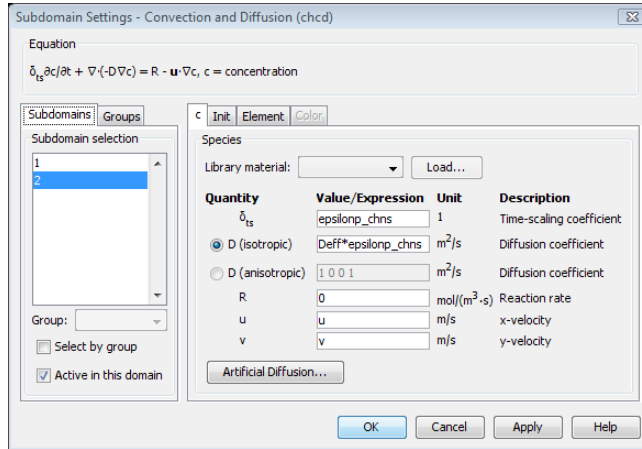 Subdomain Settings - Convection and Diffusion (chcd)
Equation
δts∂c/∂t + ∇·(-D∇c) = R - u·∇c, c = concentration
Subdomains Groups
Subdomain selection
1
2
Group:
Select by group
Active in this domain
c Init Element Color
Species
Library material: Load...
Quantity Value/Expression Unit Description
δts epsilonp_chns 1 Time-scaling coefficient
D (isotropic) Deff*epsilonp_chns m²/s Diffusion coefficient
D (anisotropic) 1 0 0 1 m²/s Diffusion coefficient
R 0 mol/(m³·s) Reaction rate
u u m/s x-velocity
v v m/s y-velocity
Artificial Diffusion...
OK Cancel Apply Help